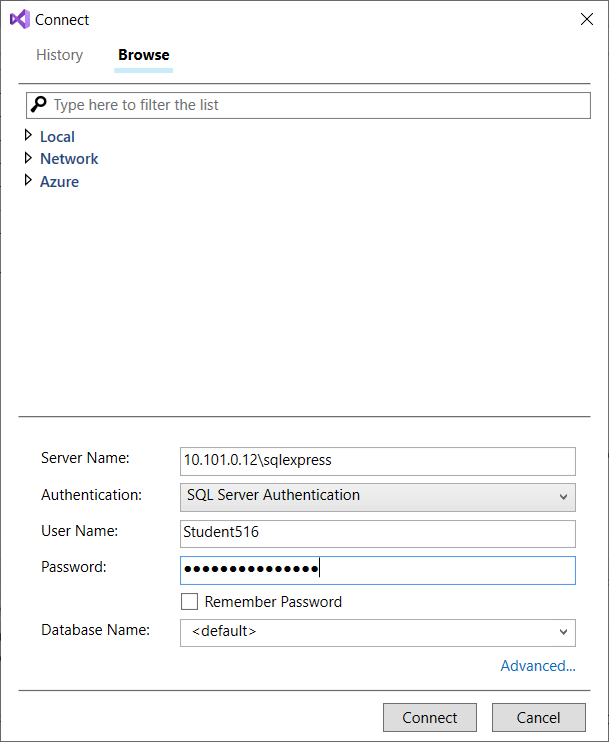 Connect
History Browse
Type here to filter the list
Local
Network
Azure
Server Name: 10.101.0.12\sqlexpress
Authentication: SQL Server Authentication
User Name: Student516
Password: ●●●●●●●●●●●●●●●
Remember Password
Database Name: <default>
Advanced...
Connect Cancel